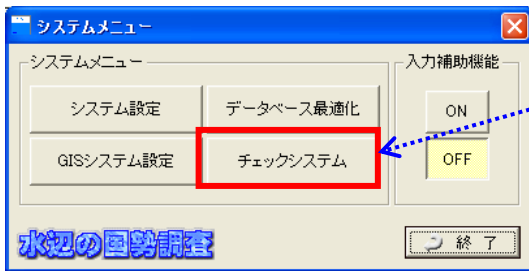 システムメニュー
システムメニュー
入力補助機能
システム設定
データベース最適化
ON
GISシステム設定
チェックシステム
OFF
水辺の国勢調査
終 了